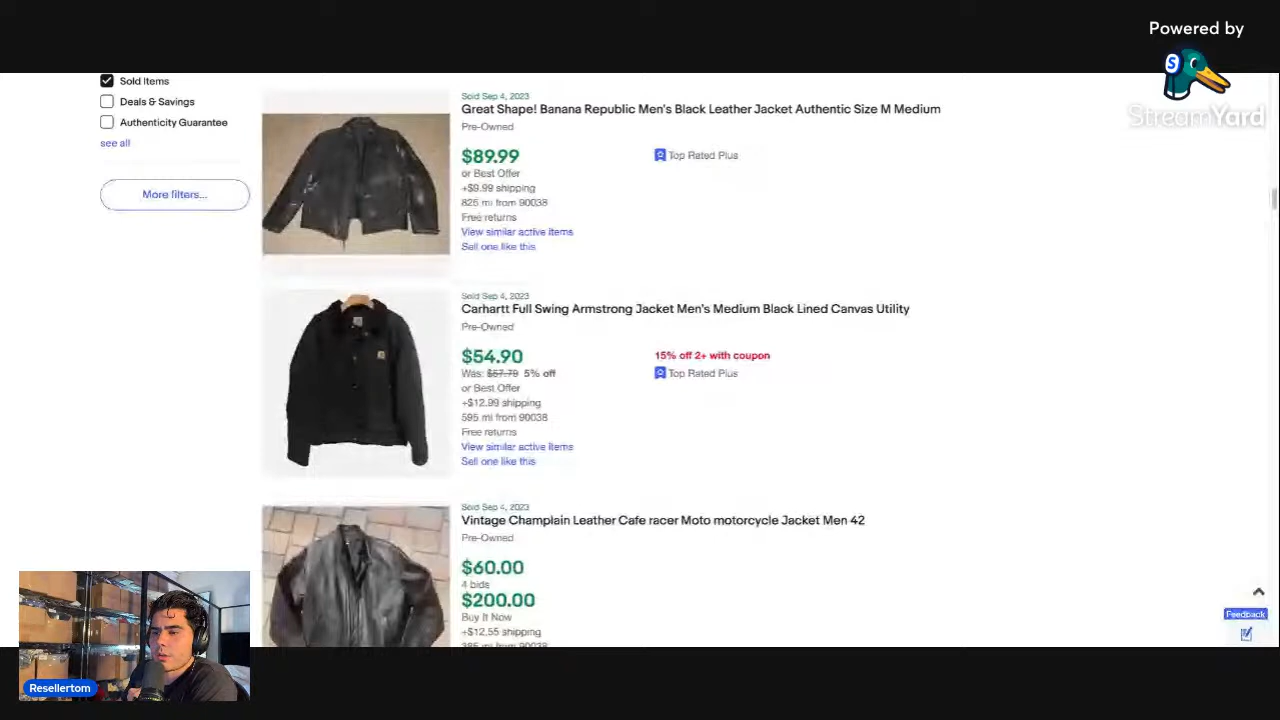 Powered by
StreamYard
Sold Items
Deals & Savings
Authenticity Guarantee
see all
More filters...
Sold Sep 4, 2023
Great Shape! Banana Republic Men's Black Leather Jacket Authentic Size M Medium
Pre-Owned
$89.99
Top Rated Plus
or Best Offer
+$9.99 shipping
826 mi from 90038
Free returns
View similar active items
Sell one like this
Sold Sep 4, 2023
Carhartt Full Swing Armstrong Jacket Men's Medium Black Lined Canvas Utility
Pre-Owned
$54.90
15% off 2+ with coupon
Was: $57.79 5% off
Top Rated Plus
or Best Offer
+$12.99 shipping
595 mi from 90038
Free returns
View similar active items
Sell one like this
Sold Sep 4, 2023
Vintage Champlain Leather Cafe racer Moto motorcycle Jacket Men 42
Pre-Owned
$60.00
4 bids
$200.00
Buy It Now
+$12.55 shipping
385 mi from 90038
Feedback
Resellertom